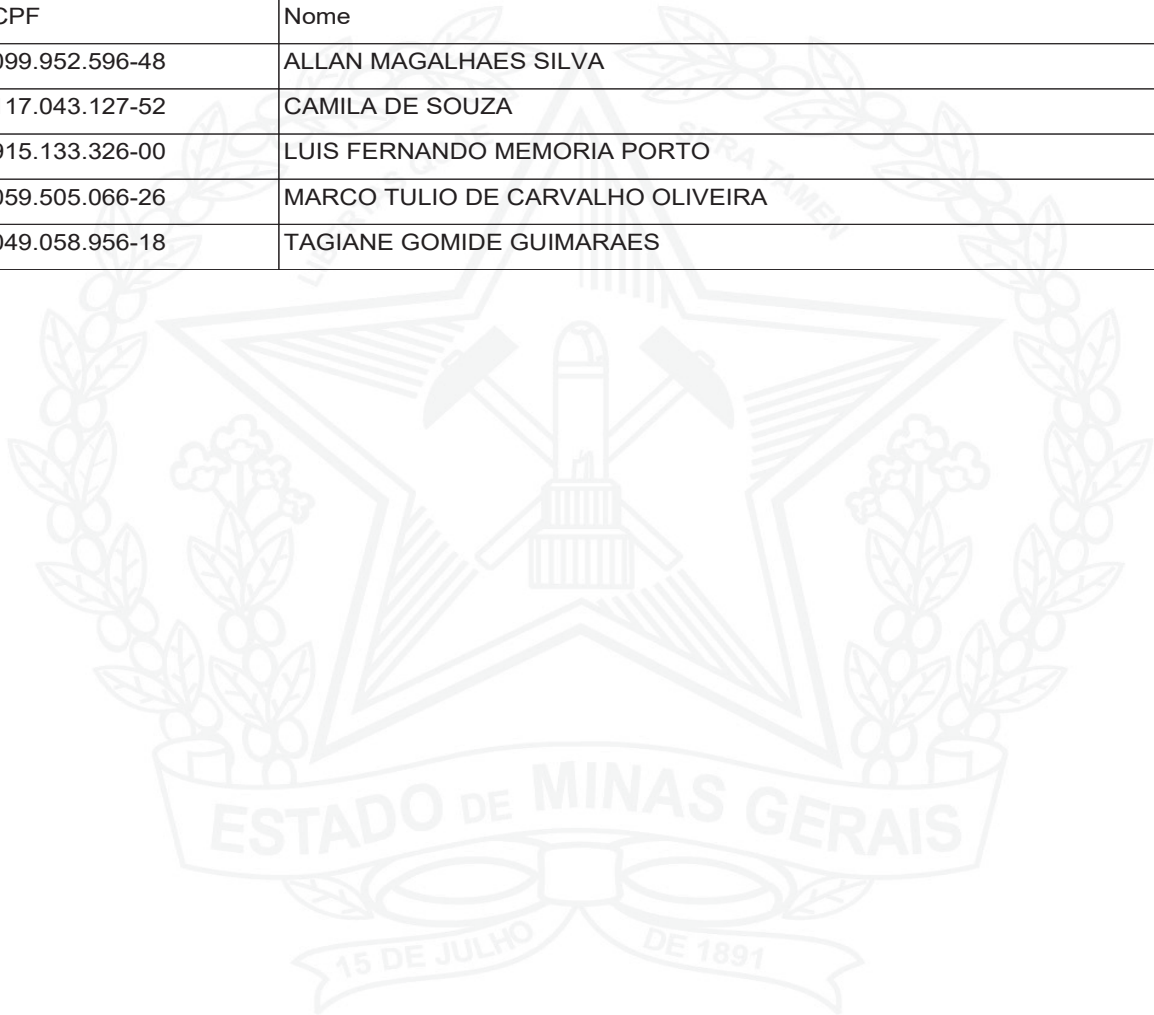 CPF Nome
099.952.596-48 ALLAN MAGALHAES SILVA
117.043.127-52 CAMILA DE SOUZA
915.133.326-00 LUIS FERNANDO MEMORIA PORTO
059.505.066-26 MARCO TULIO DE CARVALHO OLIVEIRA
049.058.956-18 TAGIANE GOMIDE GUIMARAES
SERA TAMEN
ESTADO DE MINAS GERAIS
15 DE JULHO DE 1891